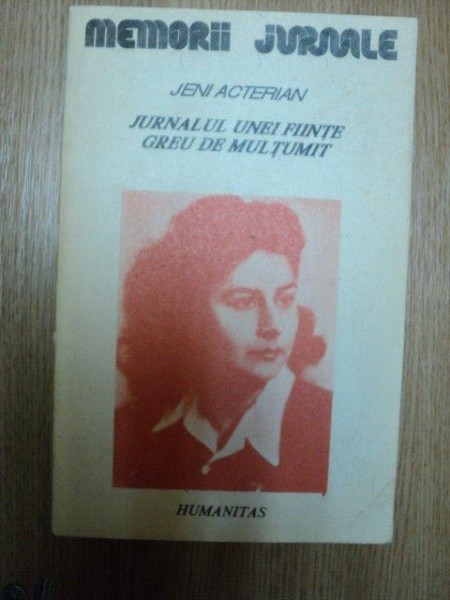 MEMORII JURNALE
JENI ACTERIAN
JURNALUL UNEI FIINȚE
GREU DE MULȚUMIT
HUMANITAS